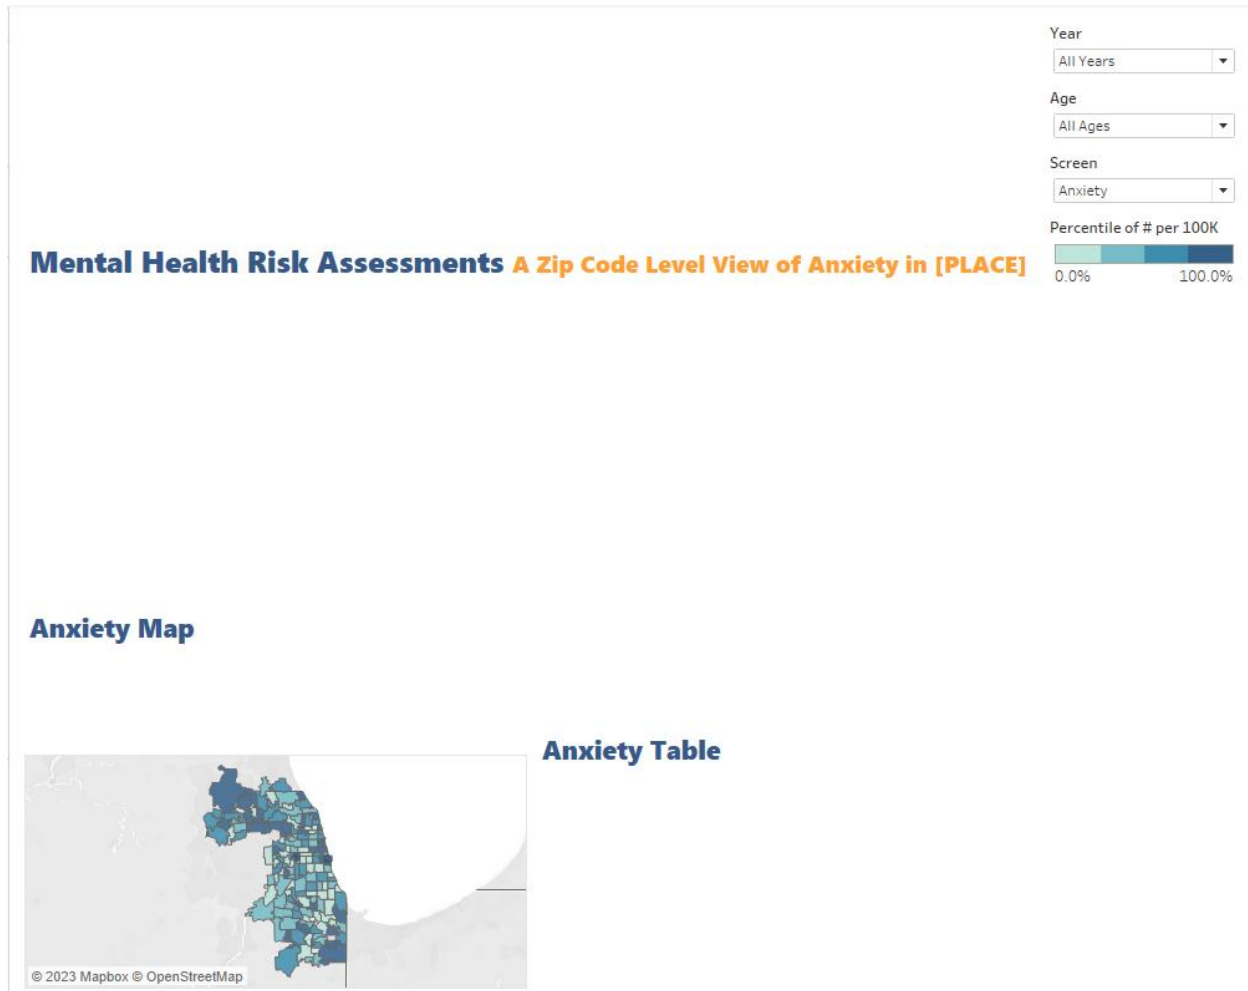 Year
All Years
Age
All Ages
Screen
Anxiety
Percentile of # per 100K
0.0% 100.0%
Mental Health Risk Assessments A Zip Code Level View of Anxiety in [PLACE]
Anxiety Map
Anxiety Table
© 2023 Mapbox © OpenStreetMap